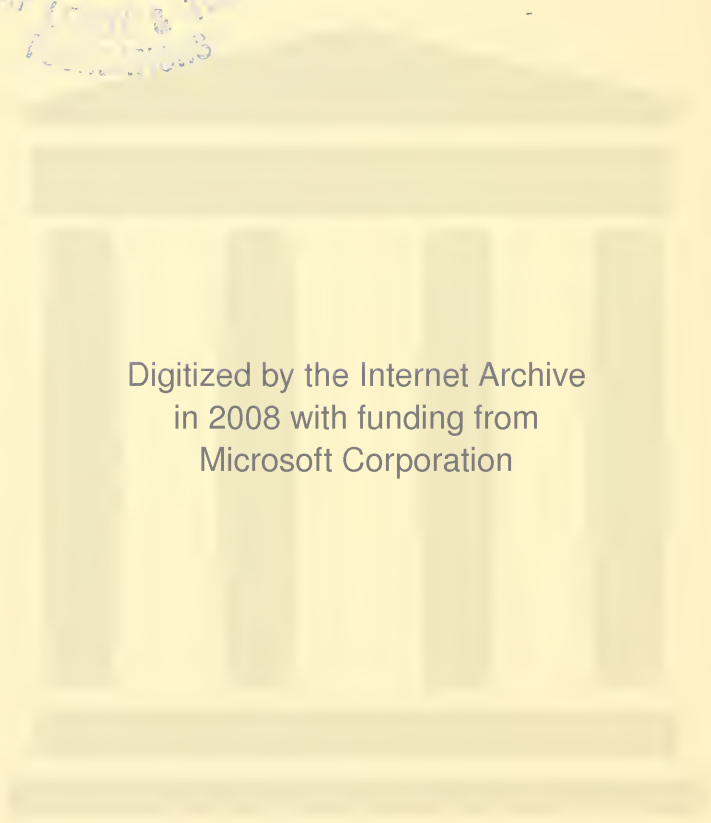 Digitized by the Internet Archive
in 2008 with funding from
Microsoft Corporation